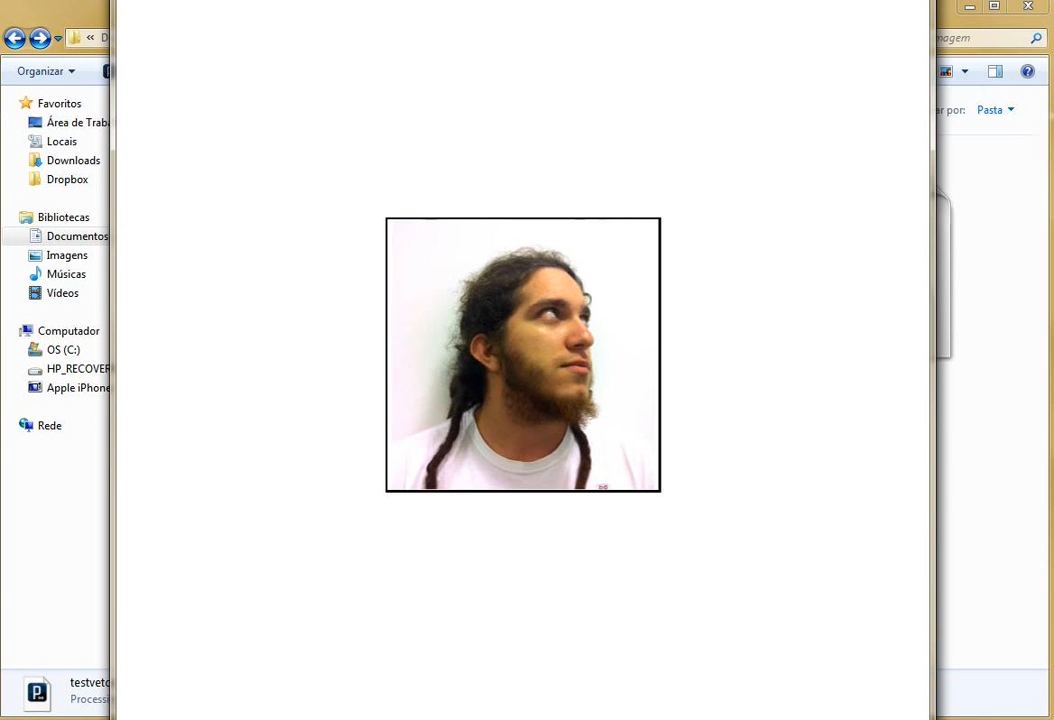 D
magem
Organizar
ar por: Pasta
Favoritos
Área de Traba
Locais
Downloads
Dropbox
Bibliotecas
Documentos
Imagens
Músicas
Vídeos
Computador
OS (C:)
HP_RECOVER
Apple iPhone
Rede
testveto
Processi